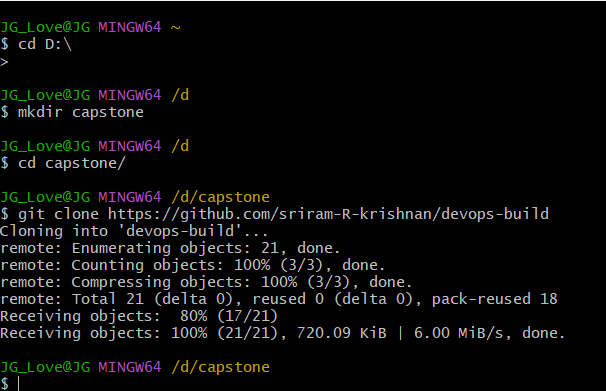 JG_Love@JG MINGW64 ~
$ cd D:\
>
JG_Love@JG MINGW64 /d
$ mkdir capstone
JG_Love@JG MINGW64 /d
$ cd capstone/
JG_Love@JG MINGW64 /d/capstone
$ git clone https://github.com/sriram-R-krishnan/devops-build
Cloning into 'devops-build'...
remote: Enumerating objects: 21, done.
remote: Counting objects: 100% (3/3), done.
remote: Compressing objects: 100% (3/3), done.
remote: Total 21 (delta 0), reused 0 (delta 0), pack-reused 18
Receiving objects:  80% (17/21)
Receiving objects: 100% (21/21), 720.09 KiB | 6.00 MiB/s, done.
JG_Love@JG MINGW64 /d/capstone
$